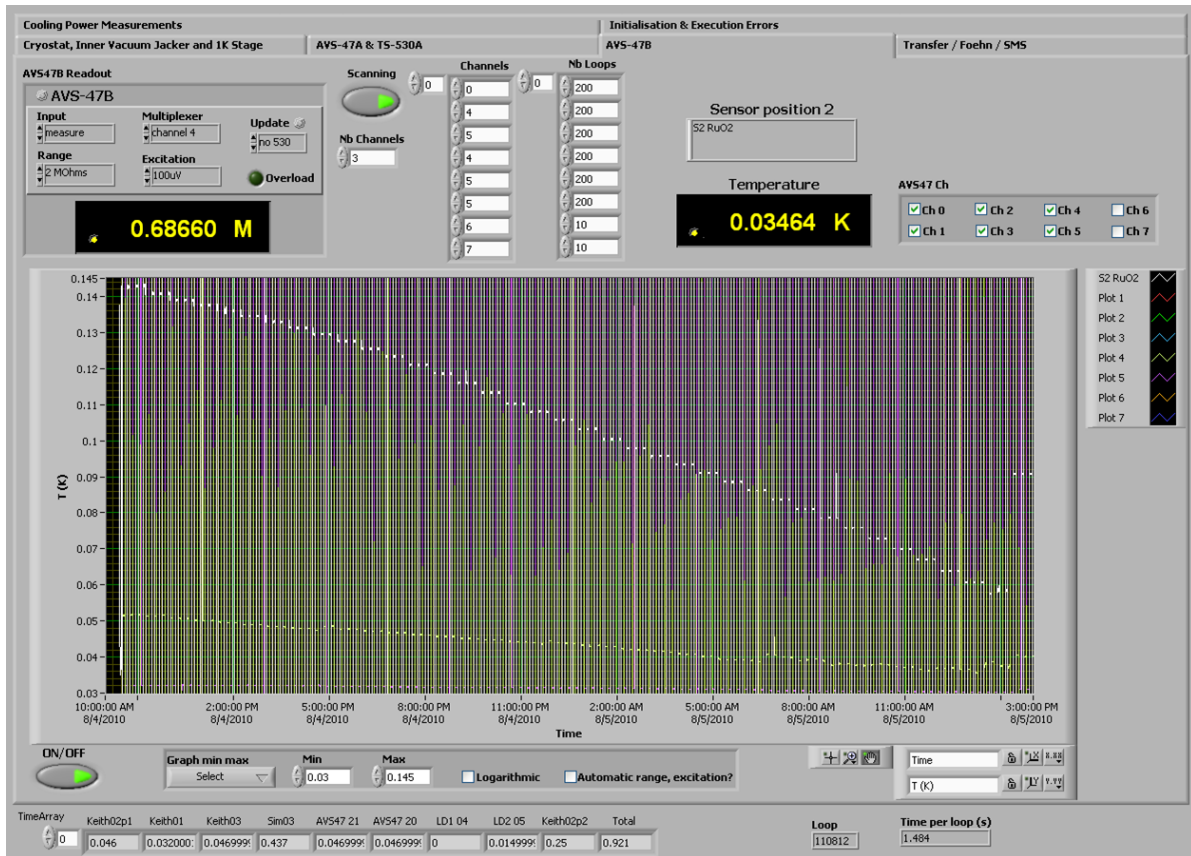 Cooling Power Measurements
Initialisation & Execution Errors
Cryostat, Inner Vacuum Jacker and 1K Stage
AVS-47A & TS-530A
AVS-47B
Transfer / Foehn / SMS
AVS47B Readout
AVS-47B
Input
measure
Multiplexer
channel 4
Update
no 530
Range
2 MOhms
Excitation
100uV
Overload
0.68660 M
Scanning
Nb Channels
3
Channels
0
0
4
5
4
5
5
6
7
Nb Loops
0
200
200
200
200
200
200
10
10
Sensor position 2
S2 RuO2
Temperature
0.03464 K
AVS47 Ch
Ch 0
Ch 2
Ch 4
Ch 6
Ch 1
Ch 3
Ch 5
Ch 7
S2 RuO2
Plot 1
Plot 2
Plot 3
Plot 4
Plot 5
Plot 6
Plot 7
T (K)
0.145
0.14
0.13
0.12
0.11
0.1
0.09
0.08
0.07
0.06
0.05
0.04
0.03
10:00:00 AM
8/4/2010
2:00:00 PM
8/4/2010
5:00:00 PM
8/4/2010
8:00:00 PM
8/4/2010
11:00:00 PM
8/4/2010
2:00:00 AM
8/5/2010
5:00:00 AM
8/5/2010
8:00:00 AM
8/5/2010
11:00:00 AM
8/5/2010
3:00:00 PM
8/5/2010
Time
ON/OFF
Graph min max
Select
Min
0.03
Max
0.145
Logarithmic
Automatic range, excitation?
Time
X.XX
T (K)
Y.YY
TimeArray
0
Keith02p1
0.046
Keith01
0.03200
Keith03
0.046999
Sim03
0.437
AVS47 21
0.046999
AVS47 20
0.046999
LD1 04
0
LD2 05
0.014999
Keith02p2
0.25
Total
0.921
Loop
110812
Time per loop (s)
1.484